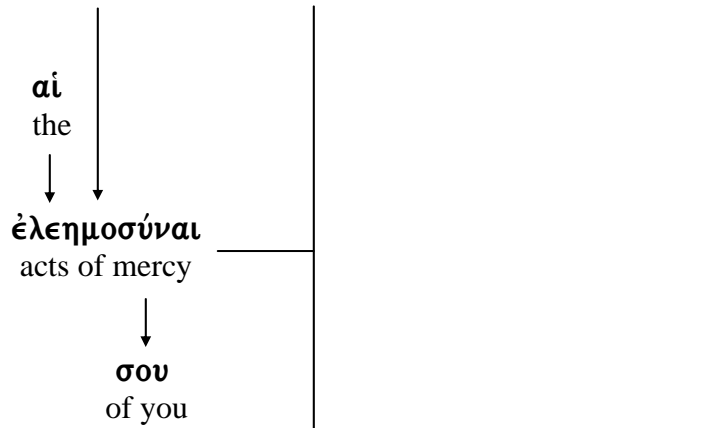 αἱ
the
ἐλεημοσύναι
acts of mercy
σου
of you